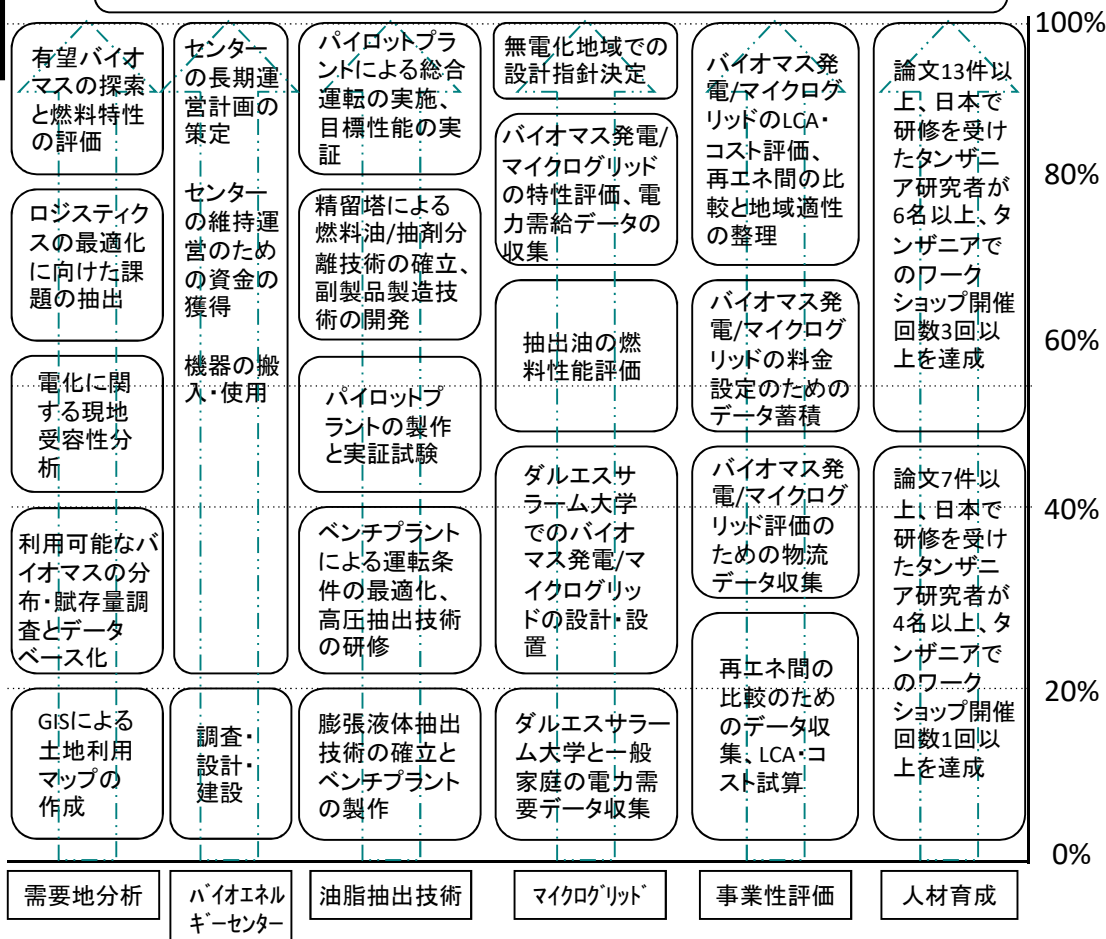 100%
80%
60%
40%
20%
0%
有望バイオ
マスの探索
と燃料特性
の評価
ロジスティク
スの最適化
に向けた課
題の抽出
電化に関
する現地
受容性分
析
利用可能なバ
イオマスの分
布・賦存量調
査とデータ
ベース化
GISによる
土地利用
マップの
作成
需要地分析
センター
の長期運
営計画の
策定
センター
の維持運
営のため
の資金の
獲得
機器の搬
入・使用
調査・
設計・
建設
バイオエネル
ギーセンター
パイロットプラ
ントによる総合
運転の実施、
目標性能の実
証
精留塔による
燃料油/抽剤分
離技術の確立、
副製品製造技
術の開発
パイロットプ
ラントの製作
と実証試験
ベンチプラント
による運転条
件の最適化、
高圧抽出技術
の研修
膨張液体抽出
技術の確立と
ベンチプラント
の製作
油脂抽出技術
無電化地域での
設計指針決定
バイオマス発電/
マイクログリッド
の特性評価、電
力需給データの
収集
抽出油の燃
料性能評価
ダルエスサ
ラーム大学
でのバイオ
マス発電/マ
イクログリッ
ドの設計・設
置
ダルエスサラー
ム大学と一般
家庭の電力需
要データ収集
マイクログリッド
バイオマス発
電/マイクログ
リッドのLCA・
コスト評価、
再エネ間の比
較と地域適性
の整理
バイオマス発
電/マイクログ
リッドの料金
設定のための
データ蓄積
バイオマス発
電/マイクログ
リッド評価の
ための物流
データ収集
再エネ間の
比較のため
のデータ収
集、LCA・コ
スト試算
事業性評価
論文13件以
上、日本で
研修を受け
たタンザニ
ア研究者が
6名以上、タ
ンザニアで
のワーク
ショップ開催
回数3回以
上を達成
論文7件以
上、日本で
研修を受け
たタンザニ
ア研究者が
4名以上、タ
ンザニアで
のワーク
ショップ開催
回数1回以
上を達成
人材育成